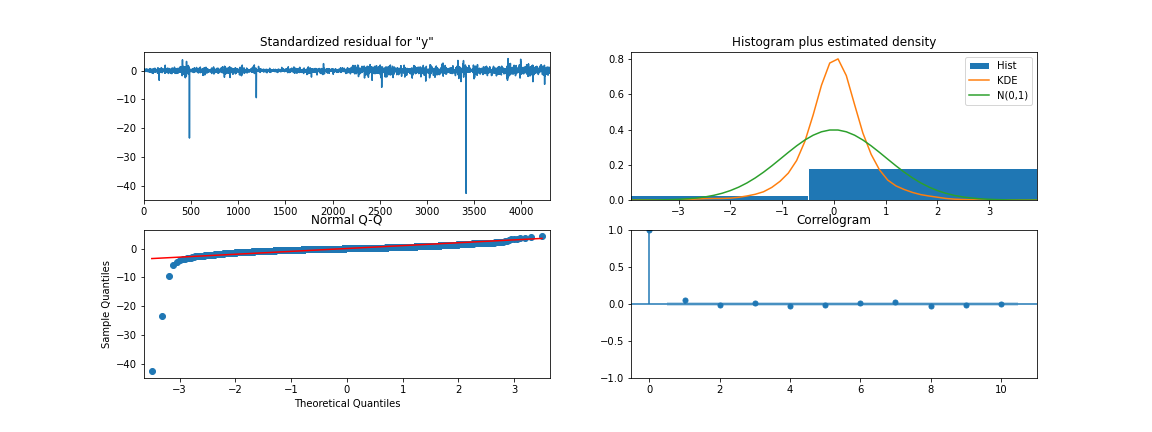 Standardized residual for "y"
0
−10
−20
−30
−40
0 500 1000 1500 2000 2500 3000 3500 4000
Histogram plus estimated density
Hist
KDE
N(0,1)
0.8
0.6
0.4
0.2
0.0
−3 −2 −1 0 1 2 3
Normal Q-Q
Sample Quantiles
0
−10
−20
−30
−40
−3 −2 −1 0 1 2 3
Theoretical Quantiles
Correlogram
1.0
0.5
0.0
−0.5
−1.0
0 2 4 6 8 10